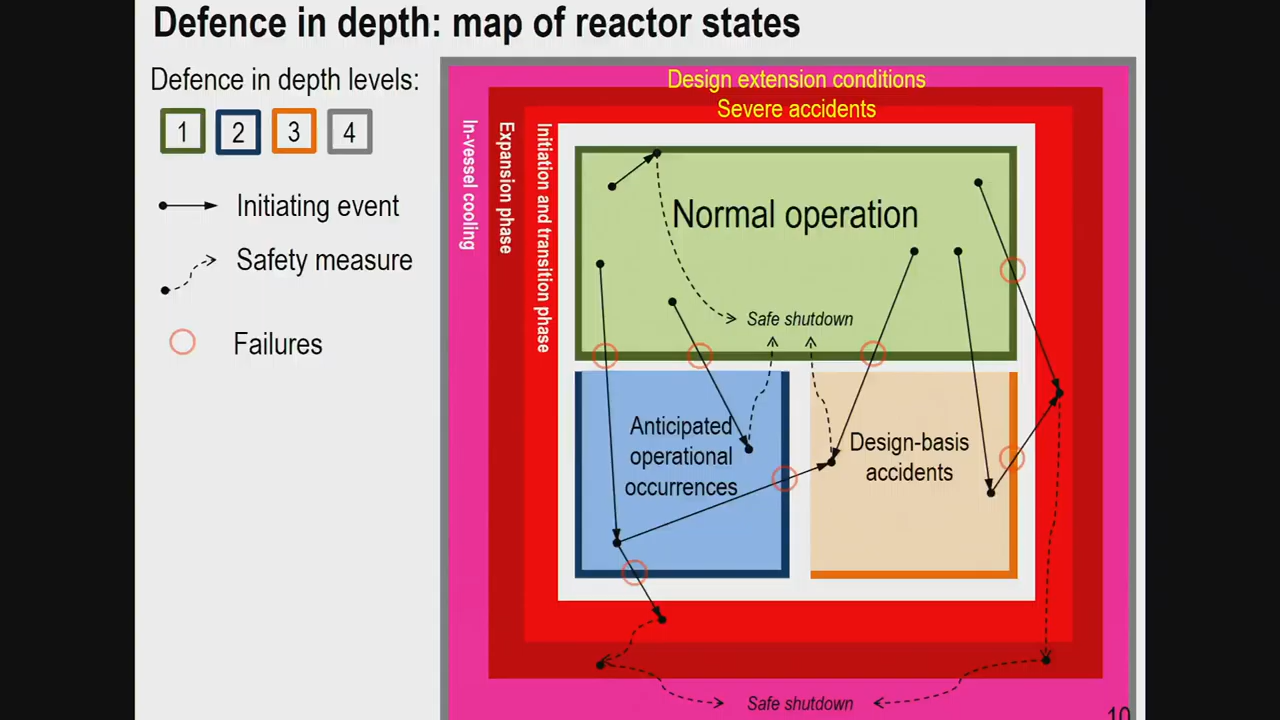 Defence in depth: map of reactor states
Defence in depth levels:
1 2 3 4
Initiating event
Safety measure
Failures
Design extension conditions
Severe accidents
In-vessel cooling
Expansion phase
Initiation and transition phase
Normal operation
Safe shutdown
Anticipated
operational
occurrences
Design-basis
accidents
Safe shutdown
10